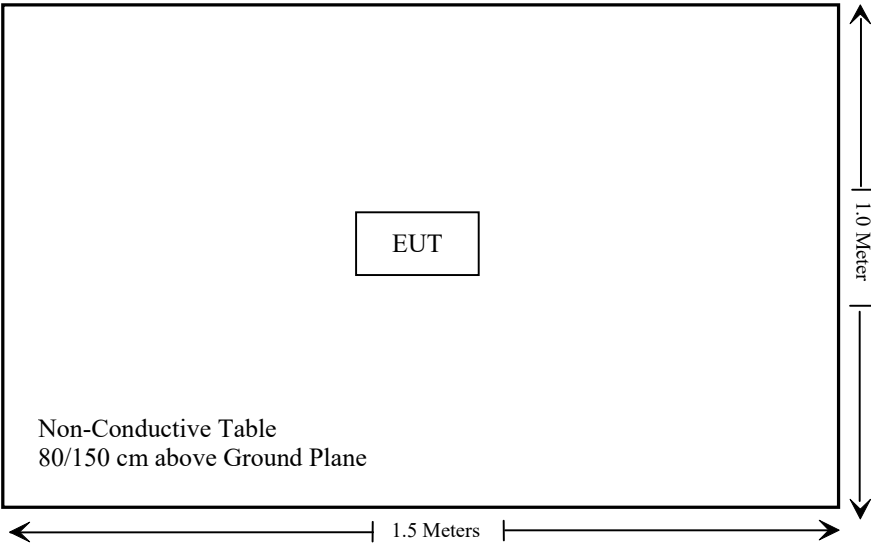 EUT
1.0 Meter
Non-Conductive Table
80/150 cm above Ground Plane
1.5 Meters